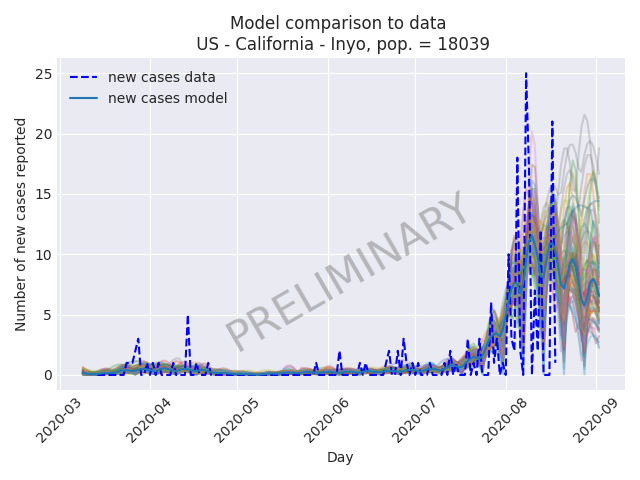 Model comparison to data
US - California - Inyo, pop. = 18039
new cases data
new cases model
PRELIMINARY
Number of new cases reported
25
20
15
10
5
0
2020-03
2020-04
2020-05
2020-06
2020-07
2020-08
2020-09
Day